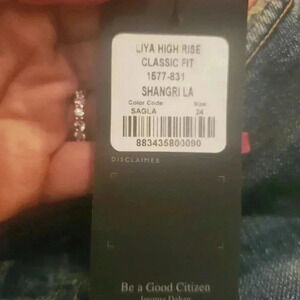 LIYA HIGH RISE
CLASSIC FIT
1577-831
SHANGRI LA
Color Code: Size:
SAGLA 24
883435800090
DISCLAIMER
Be a Good Citizen